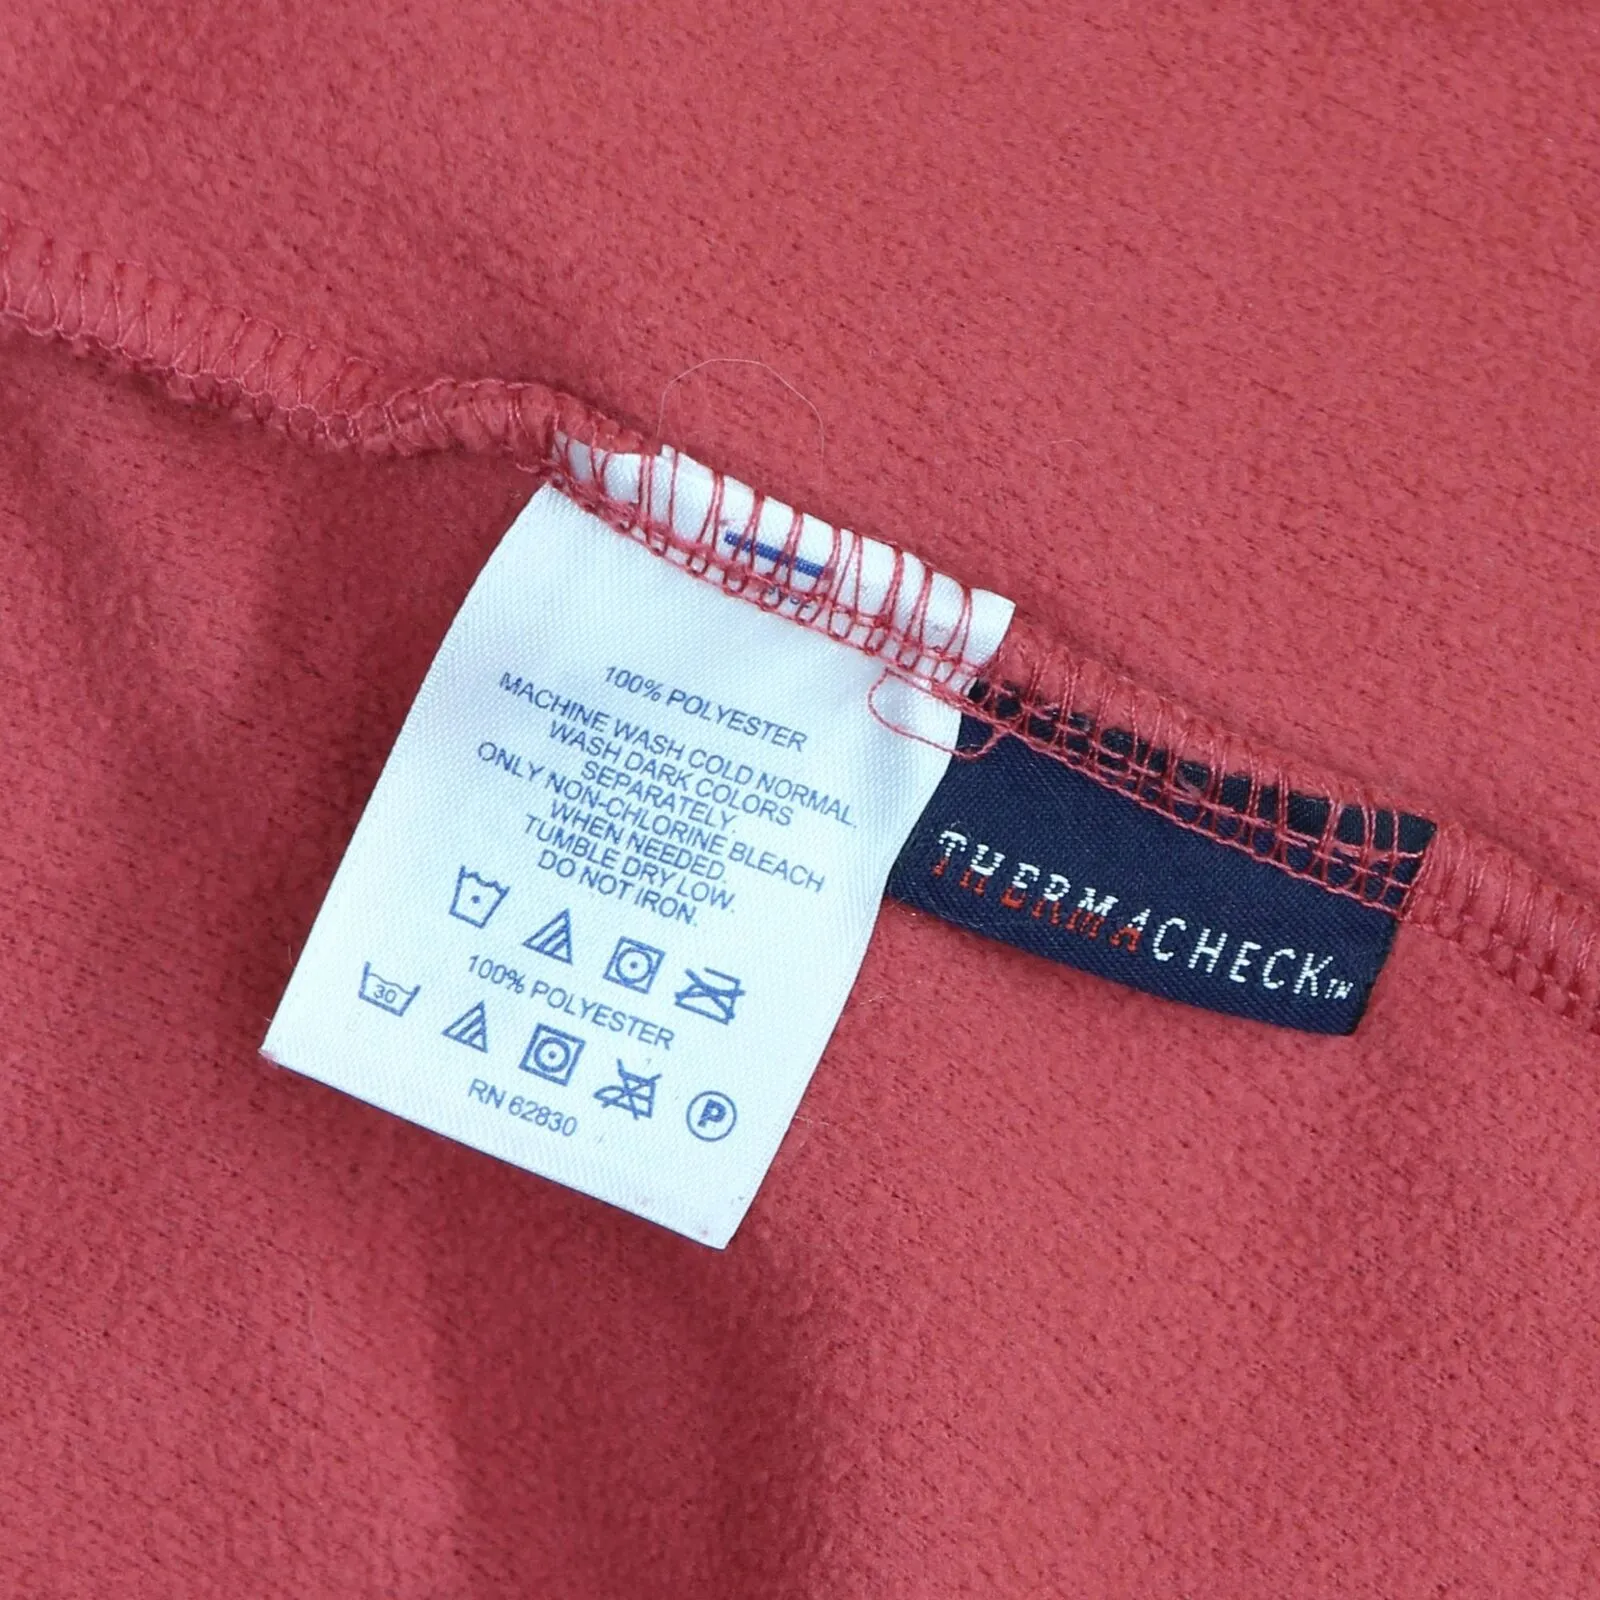 100% POLYESTER
MACHINE WASH COLD NORMAL.
WASH DARK COLORS
SEPARATELY.
ONLY NON-CHLORINE BLEACH
WHEN NEEDED.
TUMBLE DRY LOW.
DO NOT IRON.
100% POLYESTER
30
P
RN 62830
THERMACHECK™